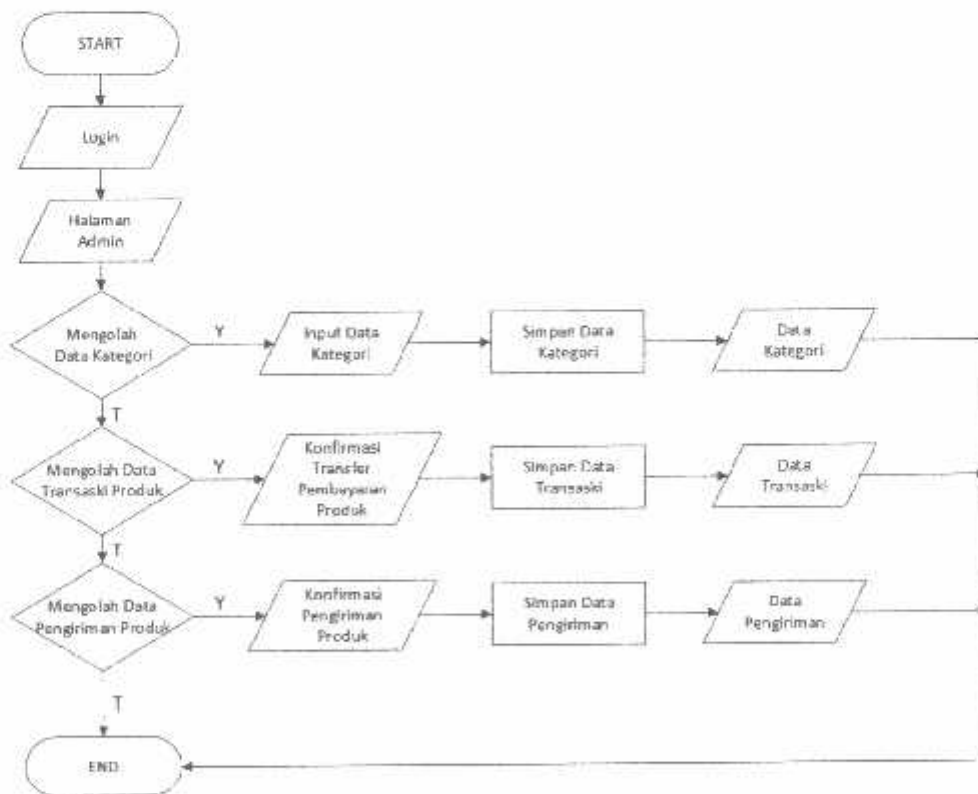 START
Login
Halaman
Admin
Mengolah
Data Kategori
Y
Input Data
Kategori
Simpan Data
Kategori
Data
Kategori
T
Mengolah Data
Transaski Produk
Y
Konfirmasi
Transfer
Pembayaran
Produk
Simpan Data
Transaski
Data
Transaski
T
Mengolah Data
Pengiriman Produk
Y
Konfirmasi
Pengiriman
Produk
Simpan Data
Pengiriman
Data
Pengiriman
T
END